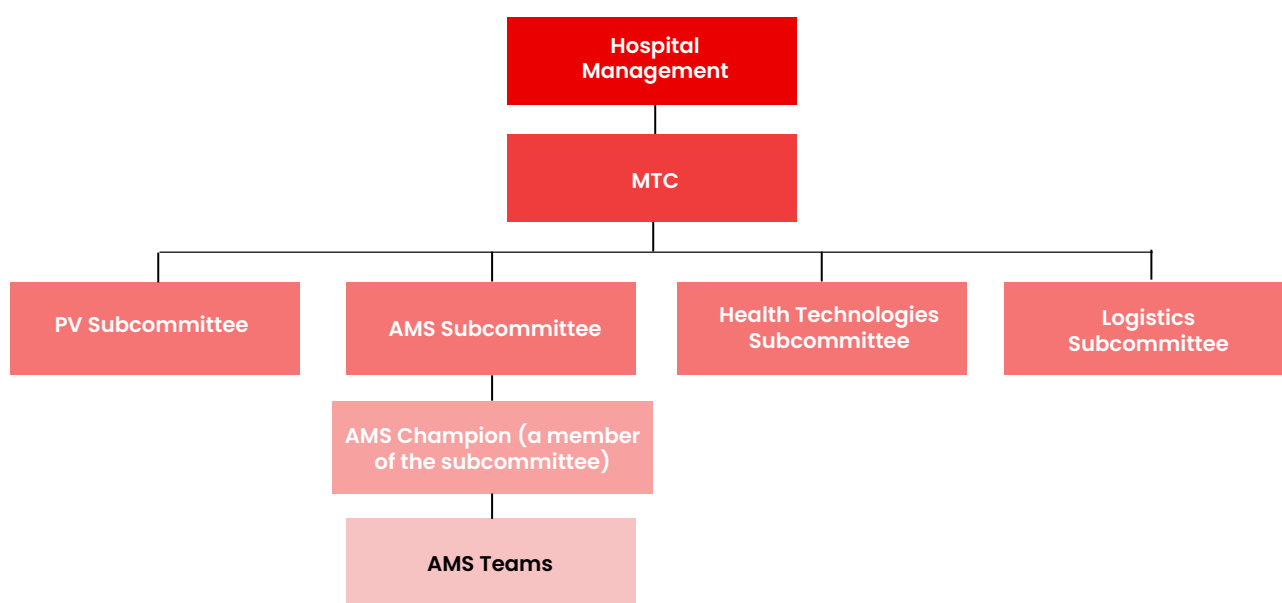 Hospital
Management
MTC
PV Subcommittee
AMS Subcommittee
Health Technologies
Subcommittee
Logistics
Subcommittee
AMS Champion (a member
of the subcommittee)
AMS Teams